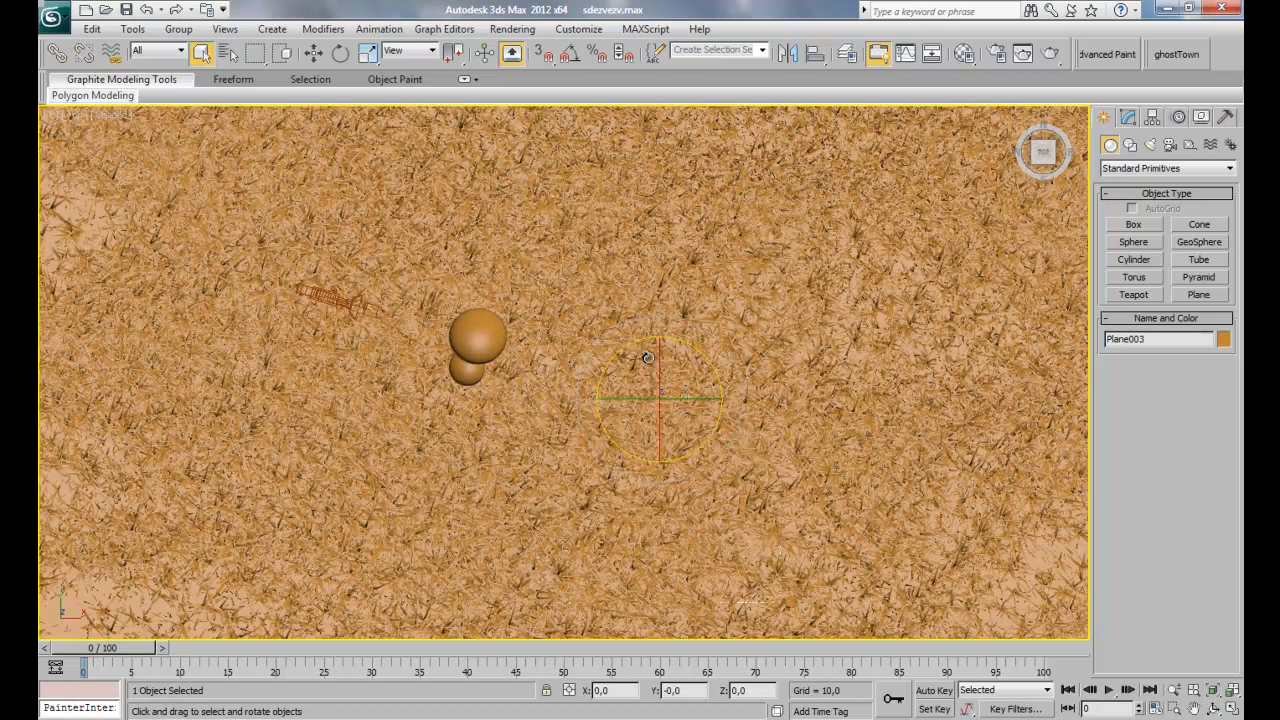 Autodesk 3ds Max 2012 x64 sdezvezv.max
Type a keyword or phrase
Edit Tools Group Views Create Modifiers Animation Graph Editors Rendering Customize MAXScript Help
All View 3 Create Selection Se dvanced Paint ghostTown
Graphite Modeling Tools Freeform Selection Object Paint
Polygon Modeling
TOP
Standard Primitives
- Object Type
AutoGrid
Box Cone
Sphere GeoSphere
Cylinder Tube
Torus Pyramid
Teapot Plane
- Name and Color
Plane003
< 0 / 100 >
0 5 10 15 20 25 30 35 40 45 50 55 60 65 70 75 80 85 90 95 100
1 Object Selected X: 0,0 Y: -0,0 Z: 0,0 Grid = 10,0 Auto Key Selected
PainterInter: Click and drag to select and rotate objects Add Time Tag Set Key Key Filters... 0